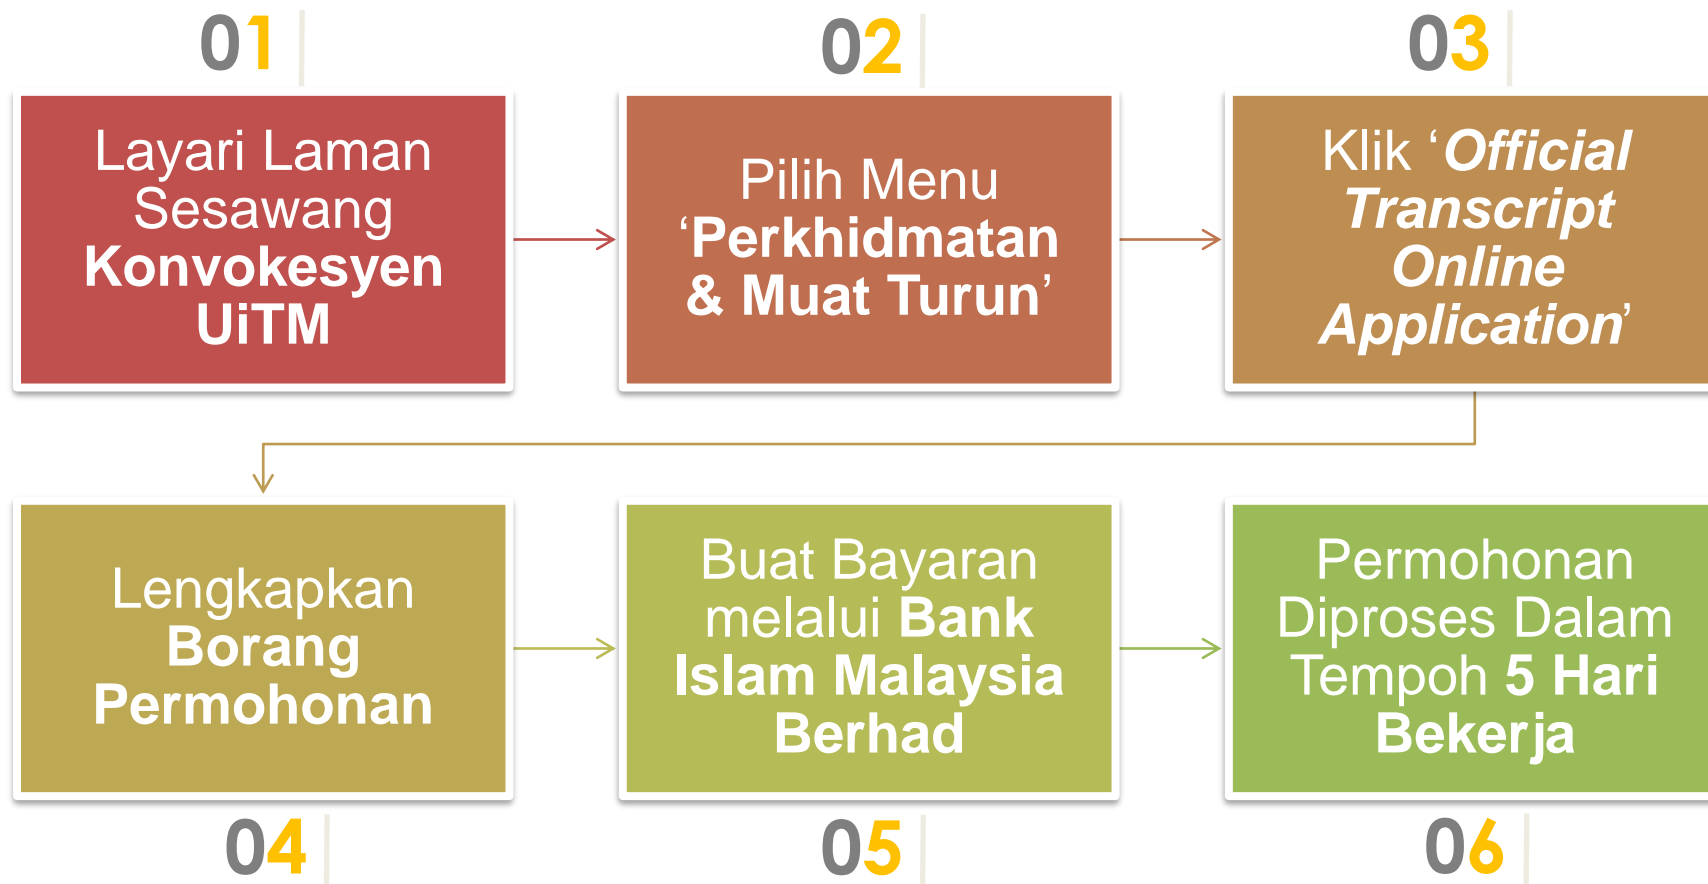 01
Layari Laman
Sesawang
Konvokesyen
UiTM
02
Pilih Menu
‘Perkhidmatan
& Muat Turun’
03
Klik ‘Official
Transcript
Online
Application’
Lengkapkan
Borang
Permohonan
04
Buat Bayaran
melalui Bank
Islam Malaysia
Berhad
05
Permohonan
Diproses Dalam
Tempoh 5 Hari
Bekerja
06